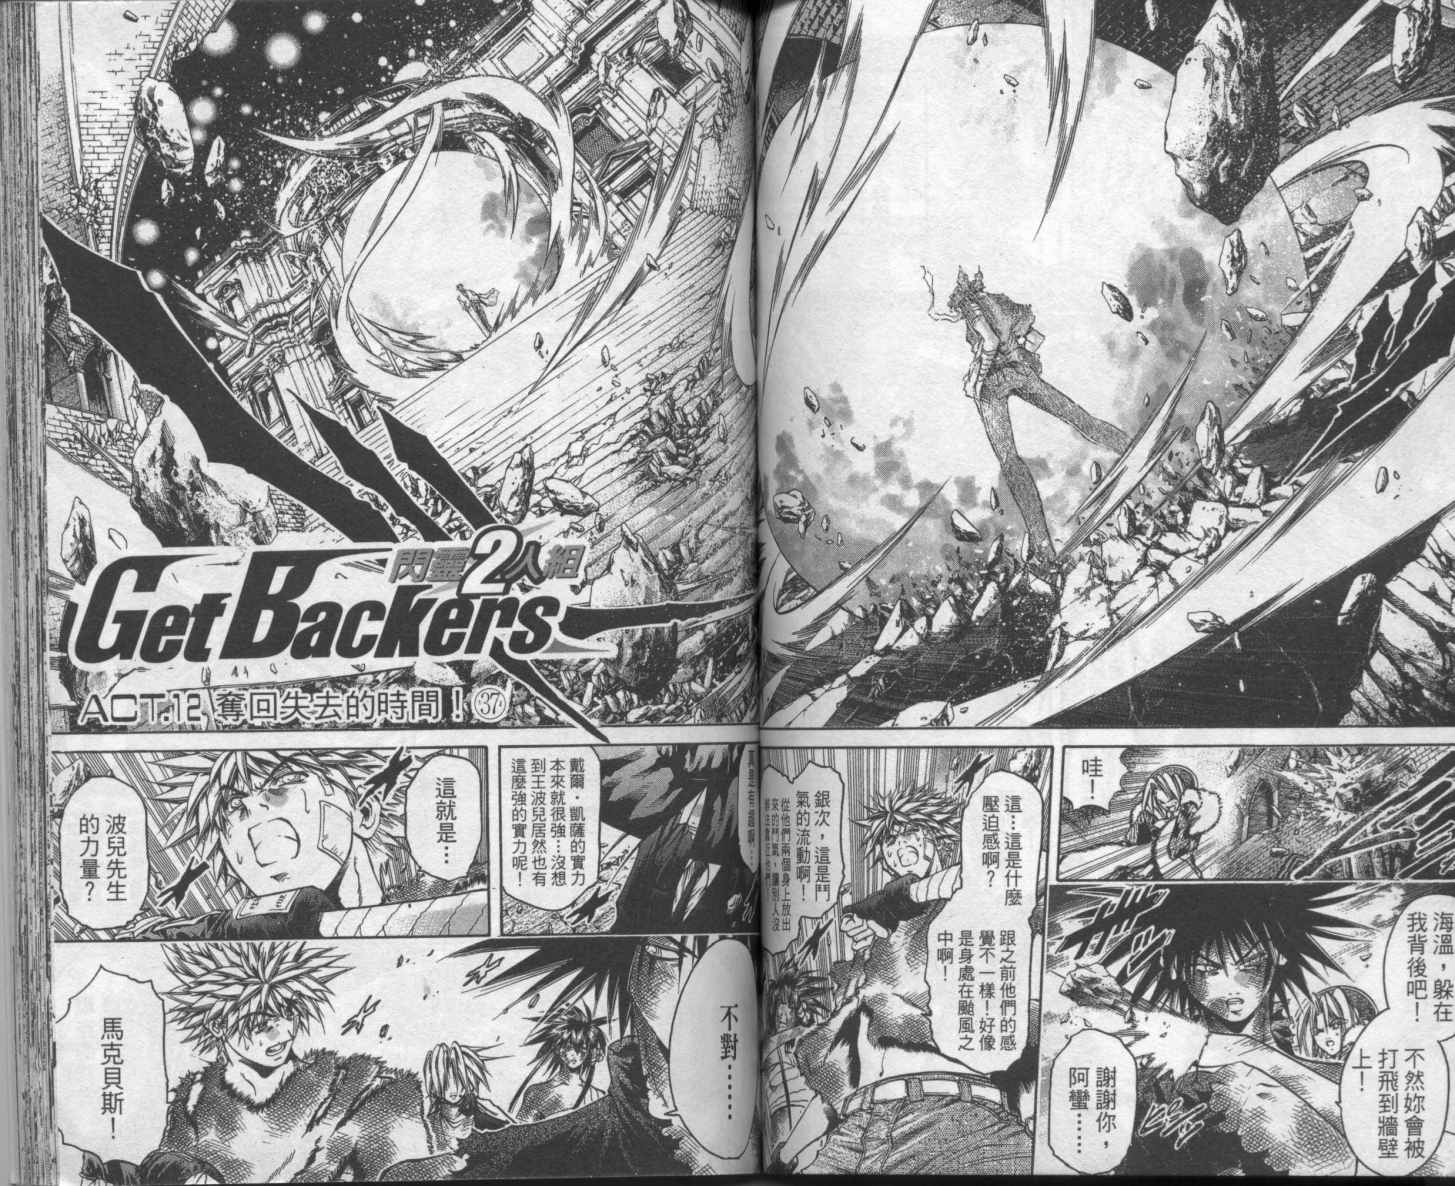 閃靈2人組
Get Backers
ACT.12 奪回失去的時間！㊲
哇！
海溫，躲在
我背後吧！
不然妳會被
打飛到牆壁
上！
謝謝你，
阿蠻⋯⋯
這⋯這是什麼
壓迫感啊？
跟之前他們的感
覺不一樣！好像
是身處在颱風之
中啊！
銀次，這是鬥
氣的流動啊！
從他們兩個身上放出
來的鬥氣，讓別人沒
戴爾．凱薩的實力
本來就很強⋯沒想
到王波兒居然也有
這麼強的實力呢！
這就是⋯
波兒先生
的力量？
不對⋯⋯
馬克貝斯！